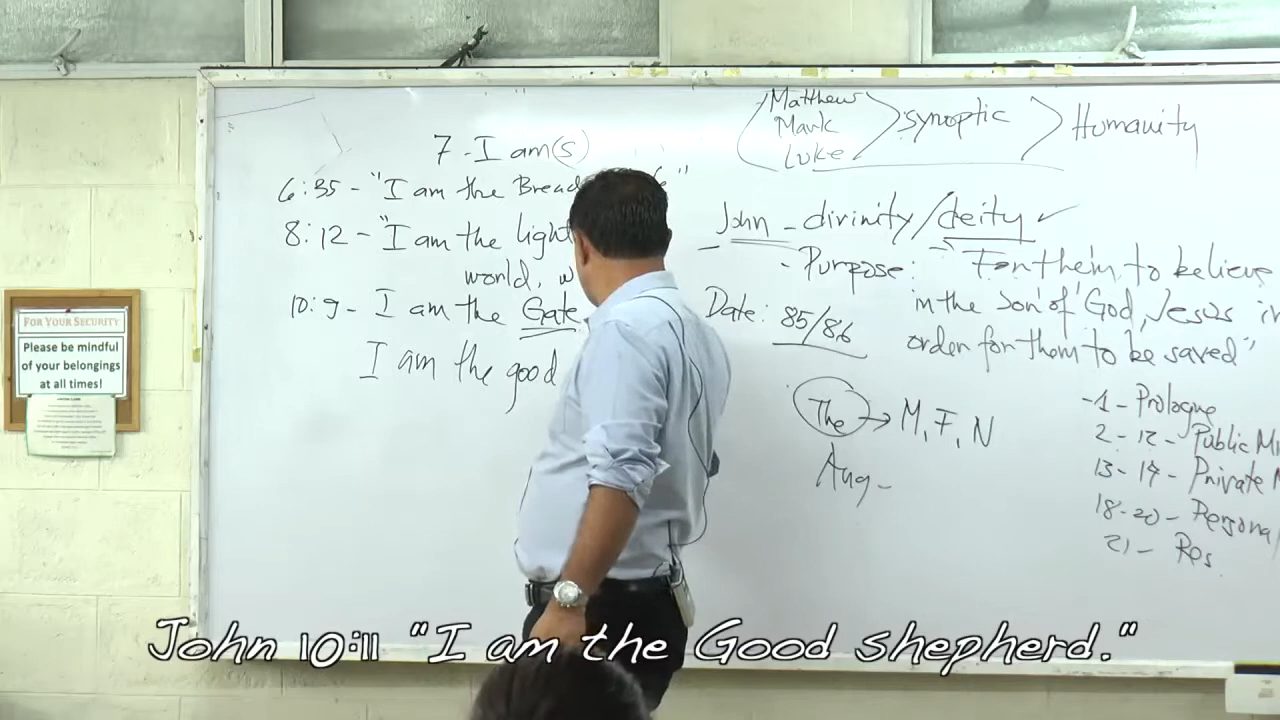 7 - I am(s)
6:35 - "I am the Bread
8:12 - "I am the light
world, w
10:9 - I am the Gate
I am the good
Matthew
Mark
Luke
synoptic
Humanity
John - divinity/deity ✓
- Purpose: "For them to believe
in the Son of God, Jesus in
order for them to be saved"
Date: 85/86
The → M, F, N
Aug -
-1 - Prologue
2 - 12 - Public Mi
13 - 17 - Private M
18-20 - Persona
21 - Res
FOR YOUR SECURITY
Please be mindful
of your belongings
at all times!
John 10:11 "I am the Good shepherd."